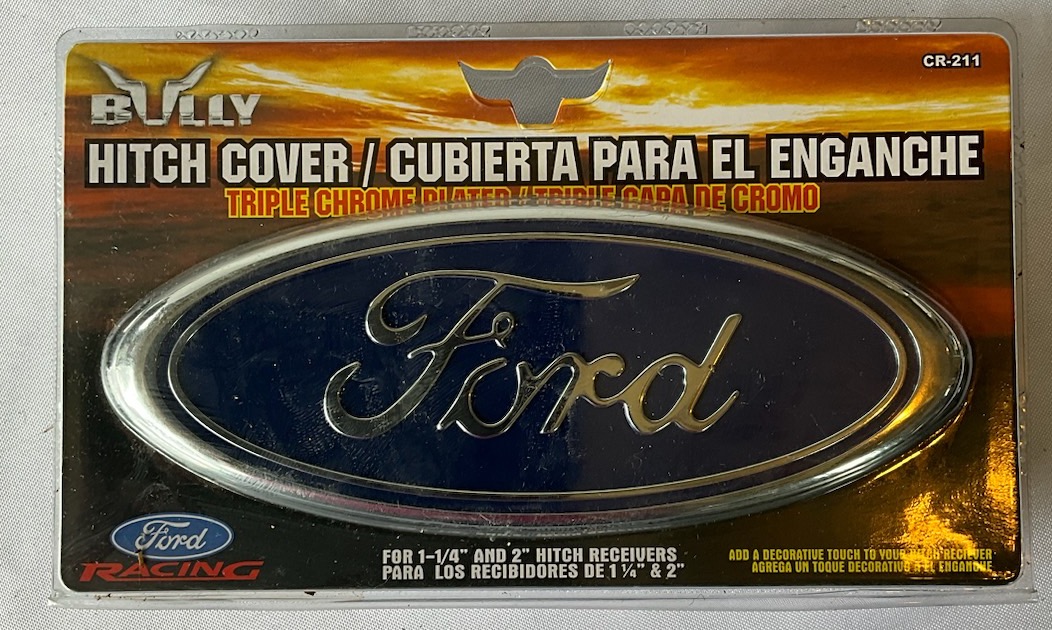 CR-211
BULLY
HITCH COVER / CUBIERTA PARA EL ENGANCHE
TRIPLE CHROME PLATED / TRIPLE CAPA DE CROMO
Ford
Ford
RACING
FOR 1-1/4" AND 2" HITCH RECEIVERS
PARA LOS RECIBIDORES DE 1 ¼" & 2"
ADD A DECORATIVE TOUCH TO YOUR HITCH RECIEVER
AGREGA UN TOQUE DECORATIVO A EL ENGANCHE